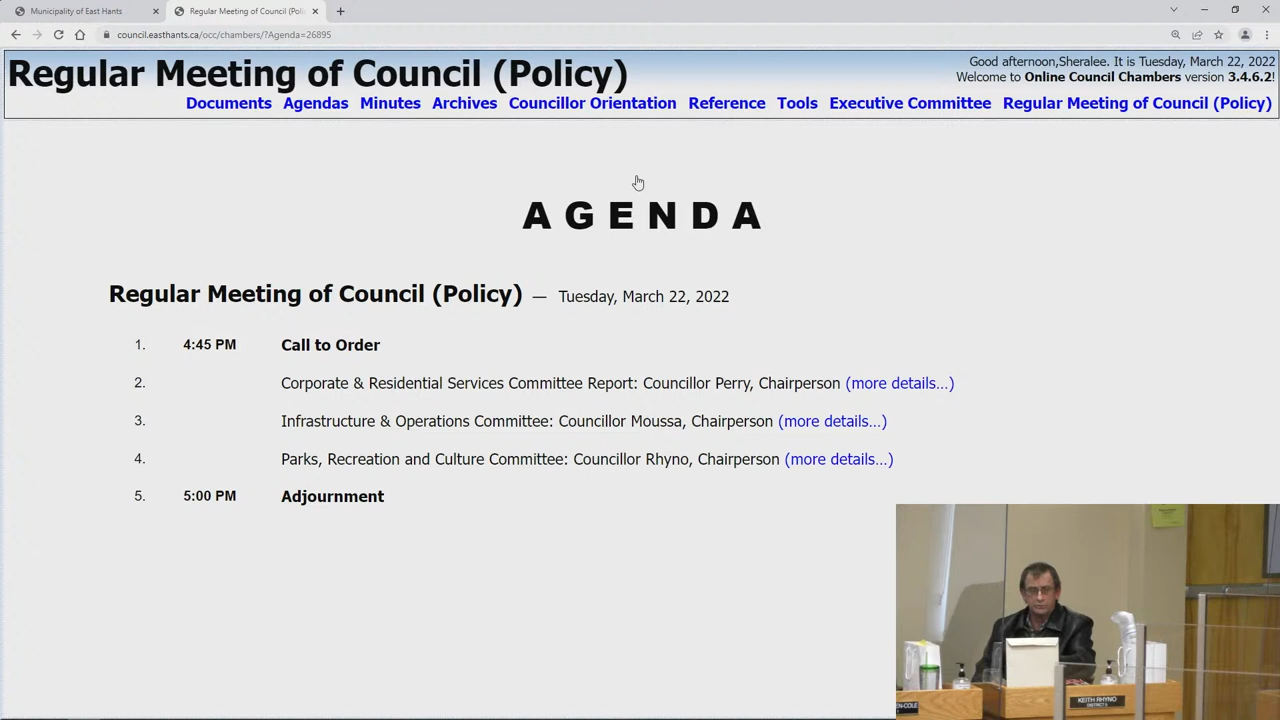 Municipality of East Hants
Regular Meeting of Council (Poli
council.easthants.ca/occ/chambers/?Agenda=26895
Regular Meeting of Council (Policy)
Good afternoon,Sheralee. It is Tuesday, March 22, 2022
Welcome to Online Council Chambers version 3.4.6.2!
Documents Agendas Minutes Archives Councillor Orientation Reference Tools Executive Committee Regular Meeting of Council (Policy)
A G E N D A
Regular Meeting of Council (Policy) — Tuesday, March 22, 2022
1. 4:45 PM Call to Order
2. Corporate & Residential Services Committee Report: Councillor Perry, Chairperson (more details...)
3. Infrastructure & Operations Committee: Councillor Moussa, Chairperson (more details...)
4. Parks, Recreation and Culture Committee: Councillor Rhyno, Chairperson (more details...)
5. 5:00 PM Adjournment
EN-COLE
KEITH RHYNO